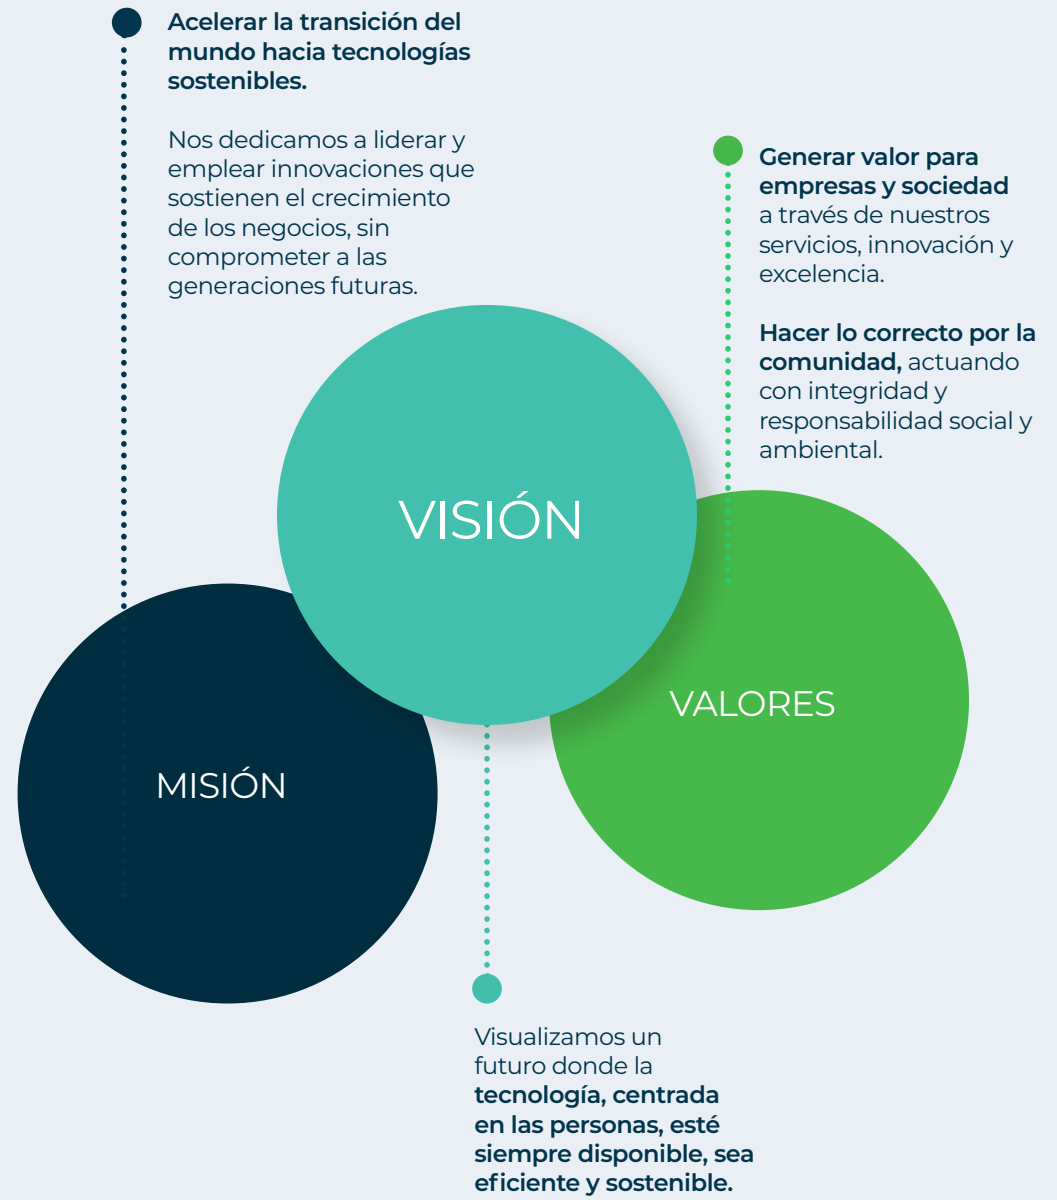 Acelerar la transición del
mundo hacia tecnologías
sostenibles.
Nos dedicamos a liderar y
emplear innovaciones que
sostienen el crecimiento
de los negocios, sin
comprometer a las
generaciones futuras.
Generar valor para
empresas y sociedad
a través de nuestros
servicios, innovación y
excelencia.
Hacer lo correcto por la
comunidad, actuando
con integridad y
responsabilidad social y
ambiental.
VISIÓN
VALORES
MISIÓN
Visualizamos un
futuro donde la
tecnología, centrada
en las personas, esté
siempre disponible, sea
eficiente y sostenible.